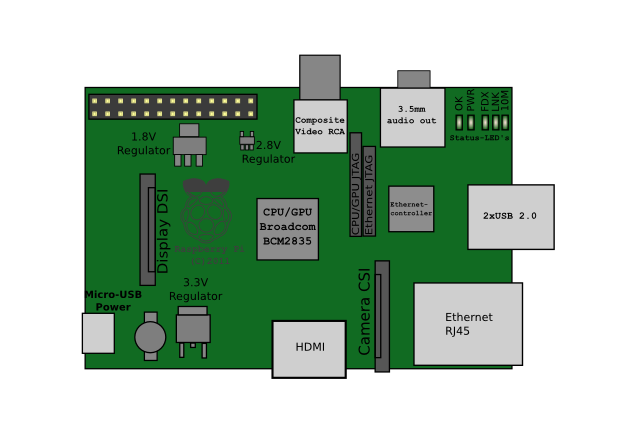 OK
PWR
FDX
LNK
10M
Status-LED's
3.5mm
audio out
Composite
Video RCA
1.8V
Regulator
2.8V
Regulator
CPU/GPU JTAG
Ethernet JTAG
Display DSI
Raspberry Pi
(C)2011
CPU/GPU
Broadcom
BCM2835
Ethernet-
controller
2xUSB 2.0
3.3V
Regulator
Micro-USB
Power
HDMI
Camera CSI
Ethernet
RJ45